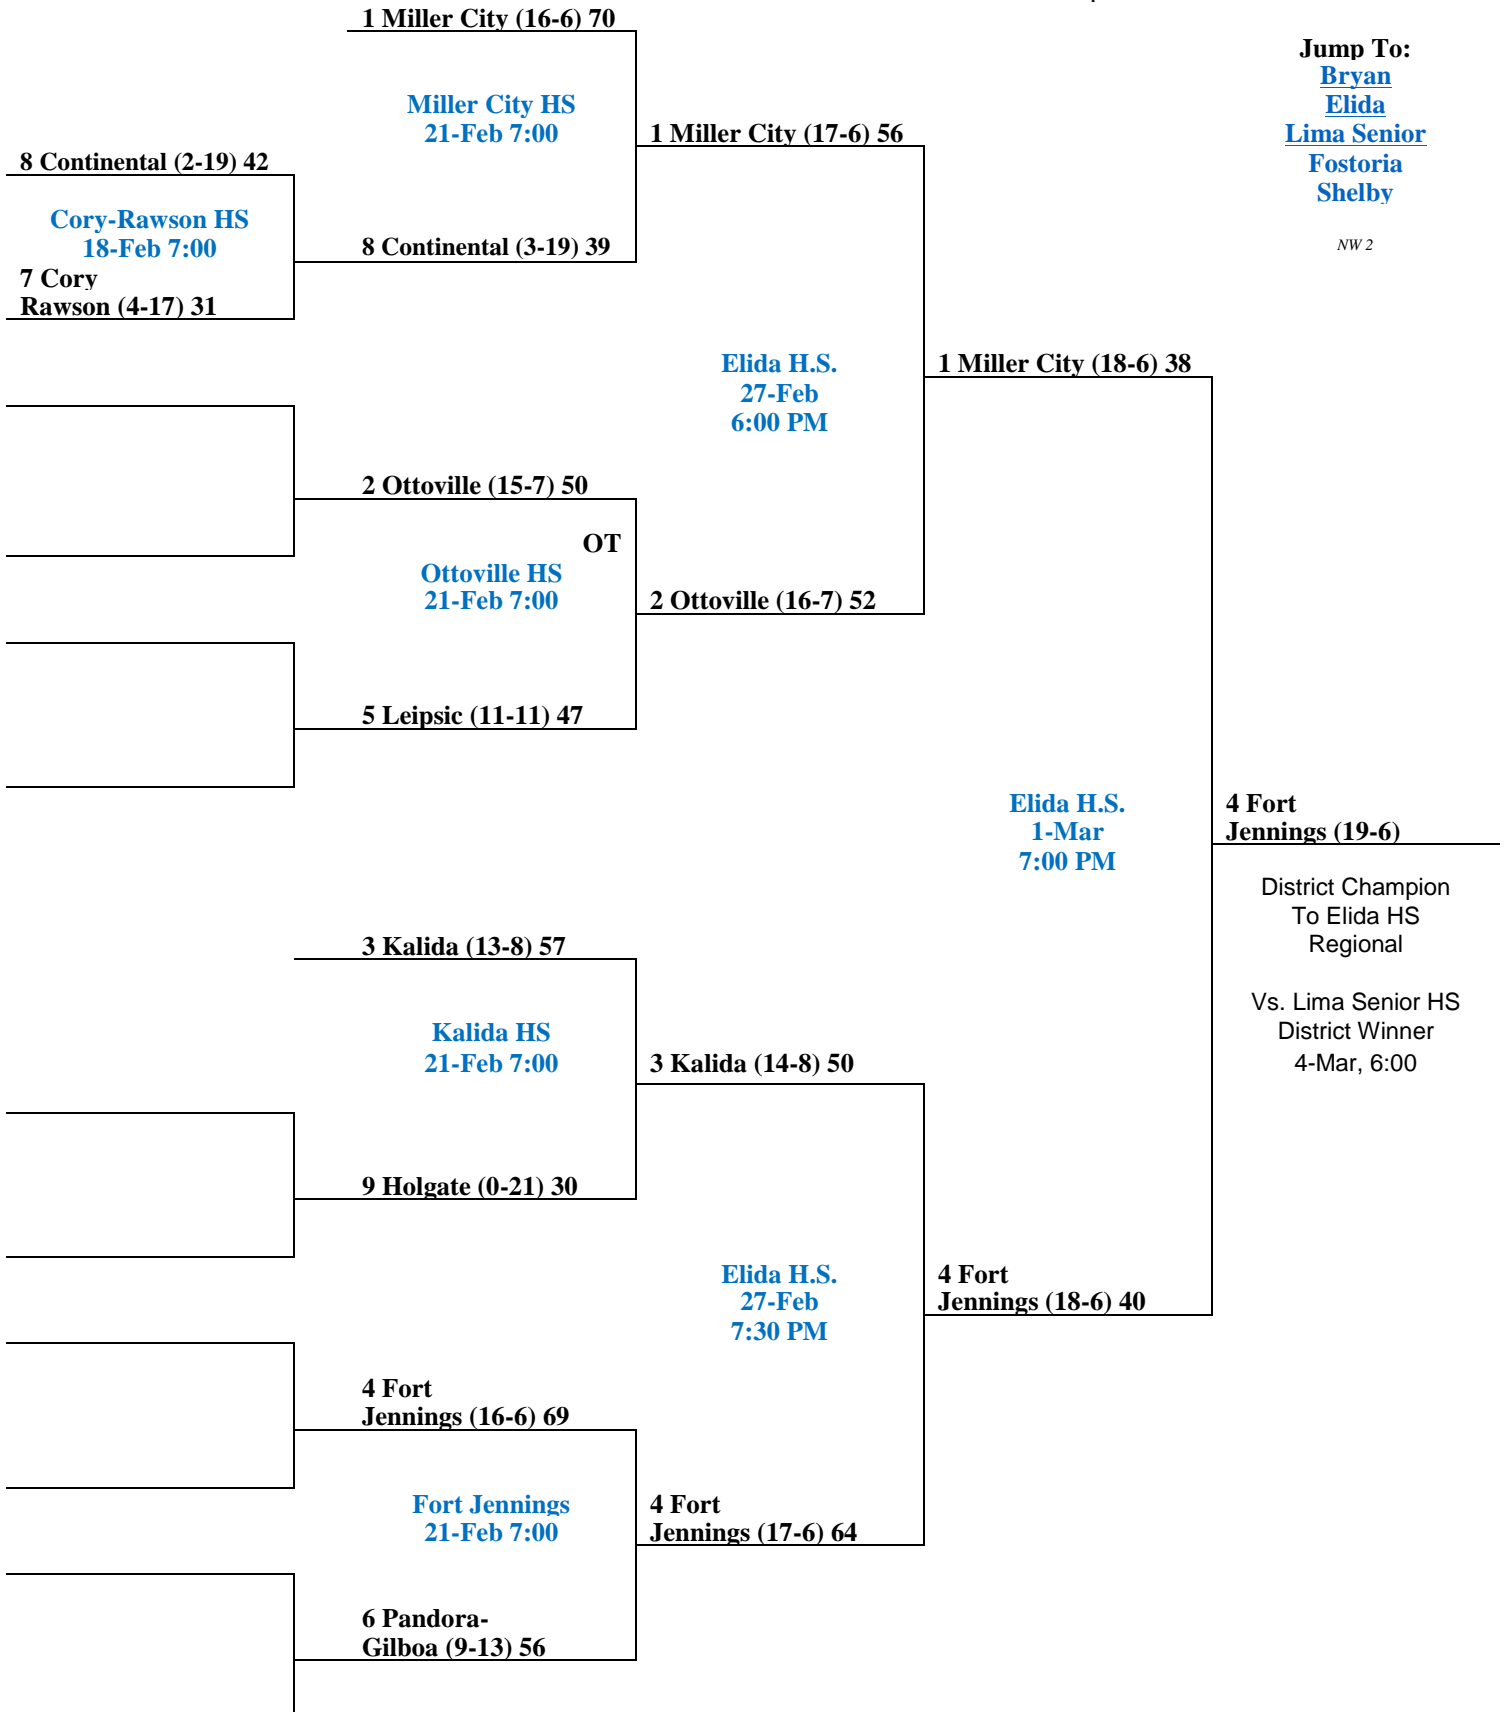 1 Miller City (16-6) 70
Jump To:
Bryan
Elida
Lima Senior
Fostoria
Shelby
NW 2
Miller City HS
21-Feb 7:00
1 Miller City (17-6) 56
8 Continental (2-19) 42
Cory-Rawson HS
18-Feb 7:00
8 Continental (3-19) 39
7 Cory
Rawson (4-17) 31
Elida H.S.
27-Feb
6:00 PM
1 Miller City (18-6) 38
2 Ottoville (15-7) 50
OT
Ottoville HS
21-Feb 7:00
2 Ottoville (16-7) 52
5 Leipsic (11-11) 47
Elida H.S.
1-Mar
7:00 PM
4 Fort
Jennings (19-6)
District Champion
To Elida HS
Regional
Vs. Lima Senior HS
District Winner
4-Mar, 6:00
3 Kalida (13-8) 57
Kalida HS
21-Feb 7:00
3 Kalida (14-8) 50
9 Holgate (0-21) 30
Elida H.S.
27-Feb
7:30 PM
4 Fort
Jennings (18-6) 40
4 Fort
Jennings (16-6) 69
Fort Jennings
21-Feb 7:00
4 Fort
Jennings (17-6) 64
6 Pandora-
Gilboa (9-13) 56